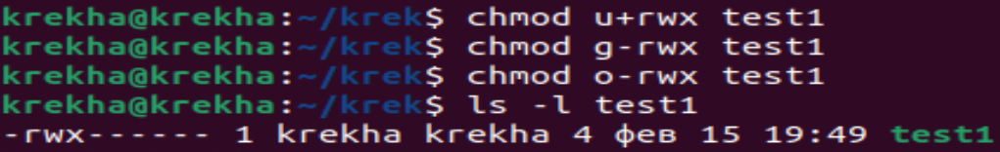 krekha@krekha:~/krek$ chmod u+rwx test1
krekha@krekha:~/krek$ chmod g-rwx test1
krekha@krekha:~/krek$ chmod o-rwx test1
krekha@krekha:~/krek$ ls -l test1
-rwx------ 1 krekha krekha 4 фев 15 19:49 test1